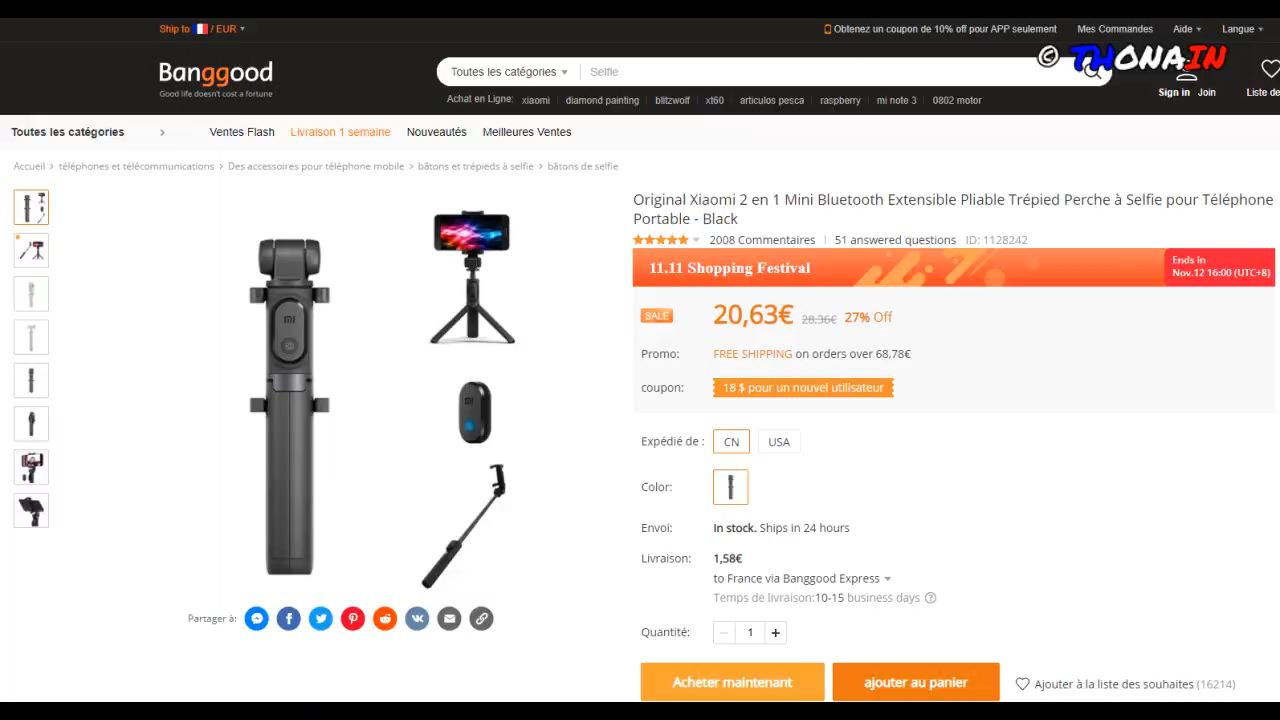 Ship to / EUR
Obtenez un coupon de 10% off pour APP seulement Mes Commandes Aide Langue
© THONAIN
Banggood
Good life doesn't cost a fortune
Toutes les catégories Selfie
Sign in Join Liste de
Achat en Ligne: xiaomi diamond painting blitzwolf xt60 articulos pesca raspberry mi note 3 0802 motor
Toutes les catégories > Ventes Flash Livraison 1 semaine Nouveautés Meilleures Ventes
Accueil > téléphones et télécommunications > Des accessoires pour téléphone mobile > bâtons et trépieds à selfie > bâtons de selfie
Original Xiaomi 2 en 1 Mini Bluetooth Extensible Pliable Trépied Perche à Selfie pour Téléphone
Portable - Black
2008 Commentaires 51 answered questions ID: 1128242
11.11 Shopping Festival
Ends in
Nov.12 16:00 (UTC+8)
SALE 20,63€ 28,36€ 27% Off
Promo: FREE SHIPPING on orders over 68,78€
coupon: 18 $ pour un nouvel utilisateur
Expédié de : CN USA
Color:
Envoi: In stock. Ships in 24 hours
Livraison: 1,58€
to France via Banggood Express
Temps de livraison:10-15 business days ?
Quantité: - 1 +
Acheter maintenant ajouter au panier Ajouter à la liste des souhaites (16214)
mi
mi
Partager à: